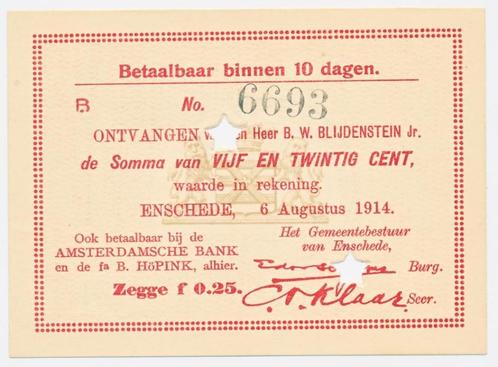 Betaalbaar binnen 10 dagen.
B No. 6693
ONTVANGEN Heer B. W. BLIJDENSTEIN Jr.
de Somma van VIJF EN TWINTIG CENT,
waarde in rekening.
ENSCHEDE, 6 Augustus 1914.
Ook betaalbaar bij de
AMSTERDAMSCHE BANK
en de fa B. HöPINK, alhier.
Zegge f 0.25.
Het Gemeentebestuur
van Enschede,
Burg.
C. A. Klaar Secr.